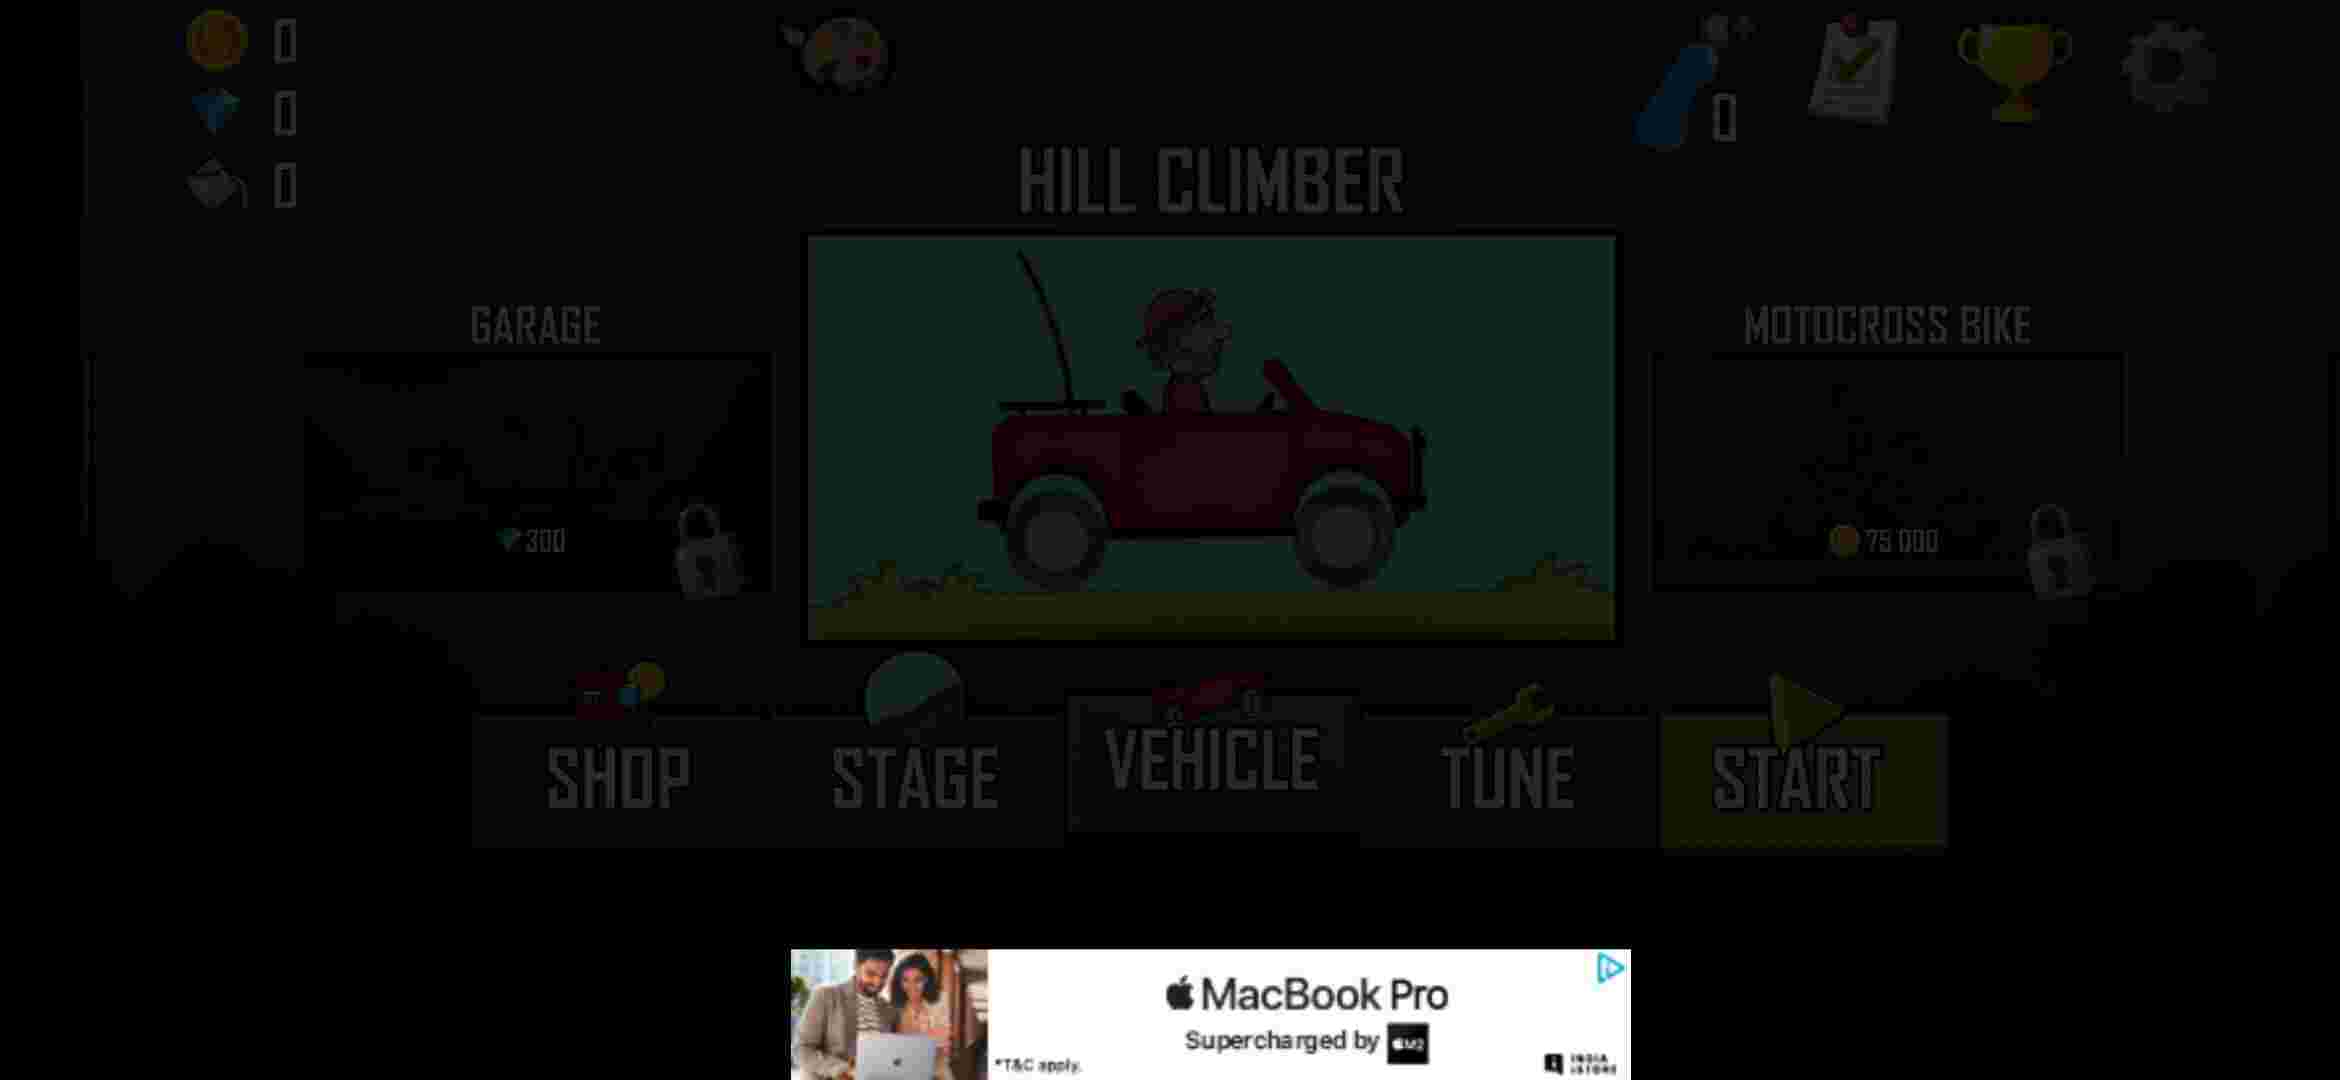 0
0
0
0
HILL CLIMBER
GARAGE
MOTOCROSS BIKE
300
75 000
SHOP
STAGE
VEHICLE
TUNE
START
MacBook Pro
Supercharged by M2
*T&C apply.
INDIA
iSTORE